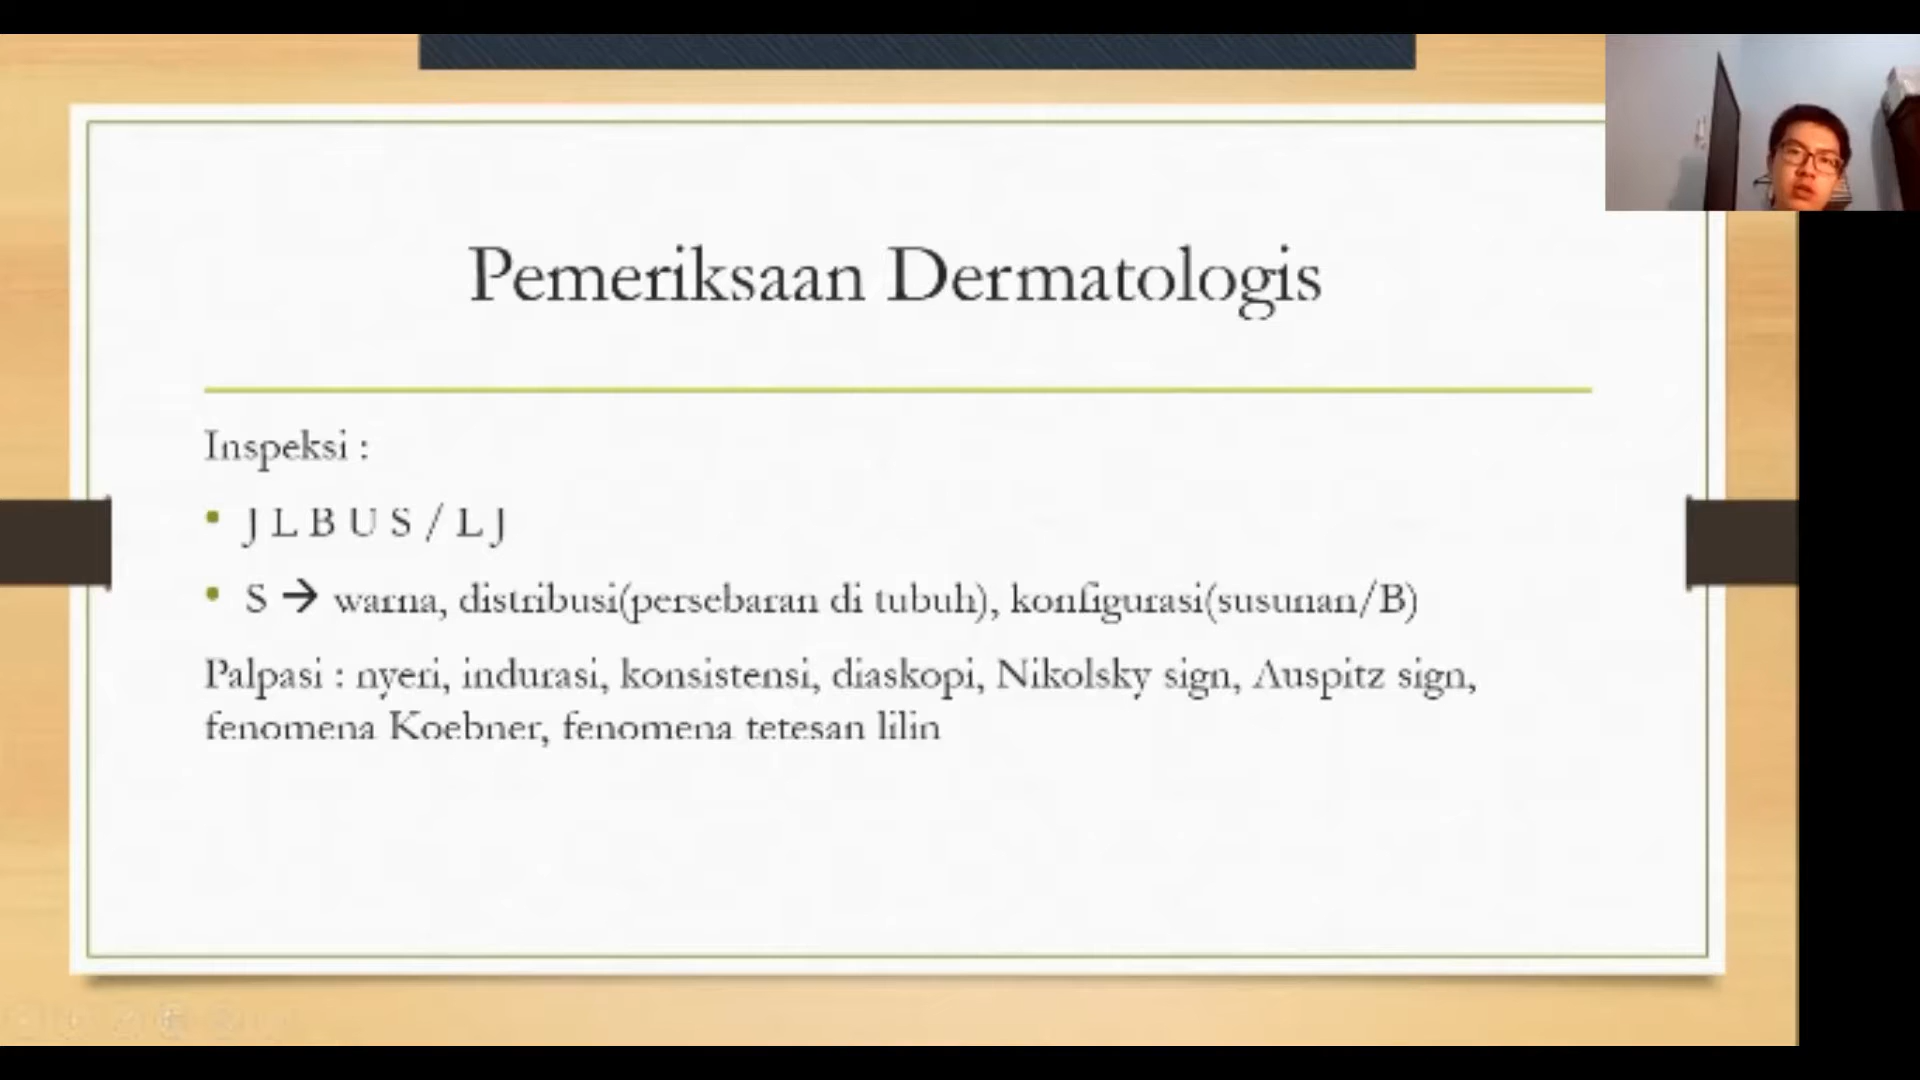 Pemeriksaan Dermatologis
Inspeksi :
• J L B U S / L J
• S → warna, distribusi(persebaran di tubuh), konfigurasi(susunan/B)
Palpasi : nyeri, indurasi, konsistensi, diaskopi, Nikolsky sign, Auspitz sign,
fenomena Koebner, fenomena tetesan lilin